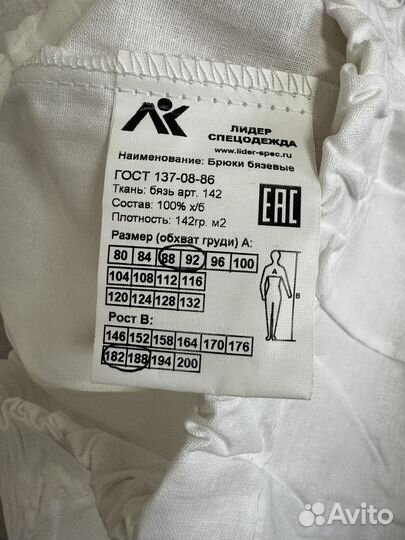 ЛИДЕР
СПЕЦОДЕЖДА
www.lider-spec.ru
Наименование: Брюки бязевые
ГОСТ 137-08-86
Ткань: бязь арт. 142
Состав: 100% х/б
Плотность: 142гр. м2
EAC
Размер (обхват груди) А:
80 84 88 92 96 100
104 108 112 116
120 124 128 132
Рост В:
146 152 158 164 170 176
182 188 194 200
A
B
Avito